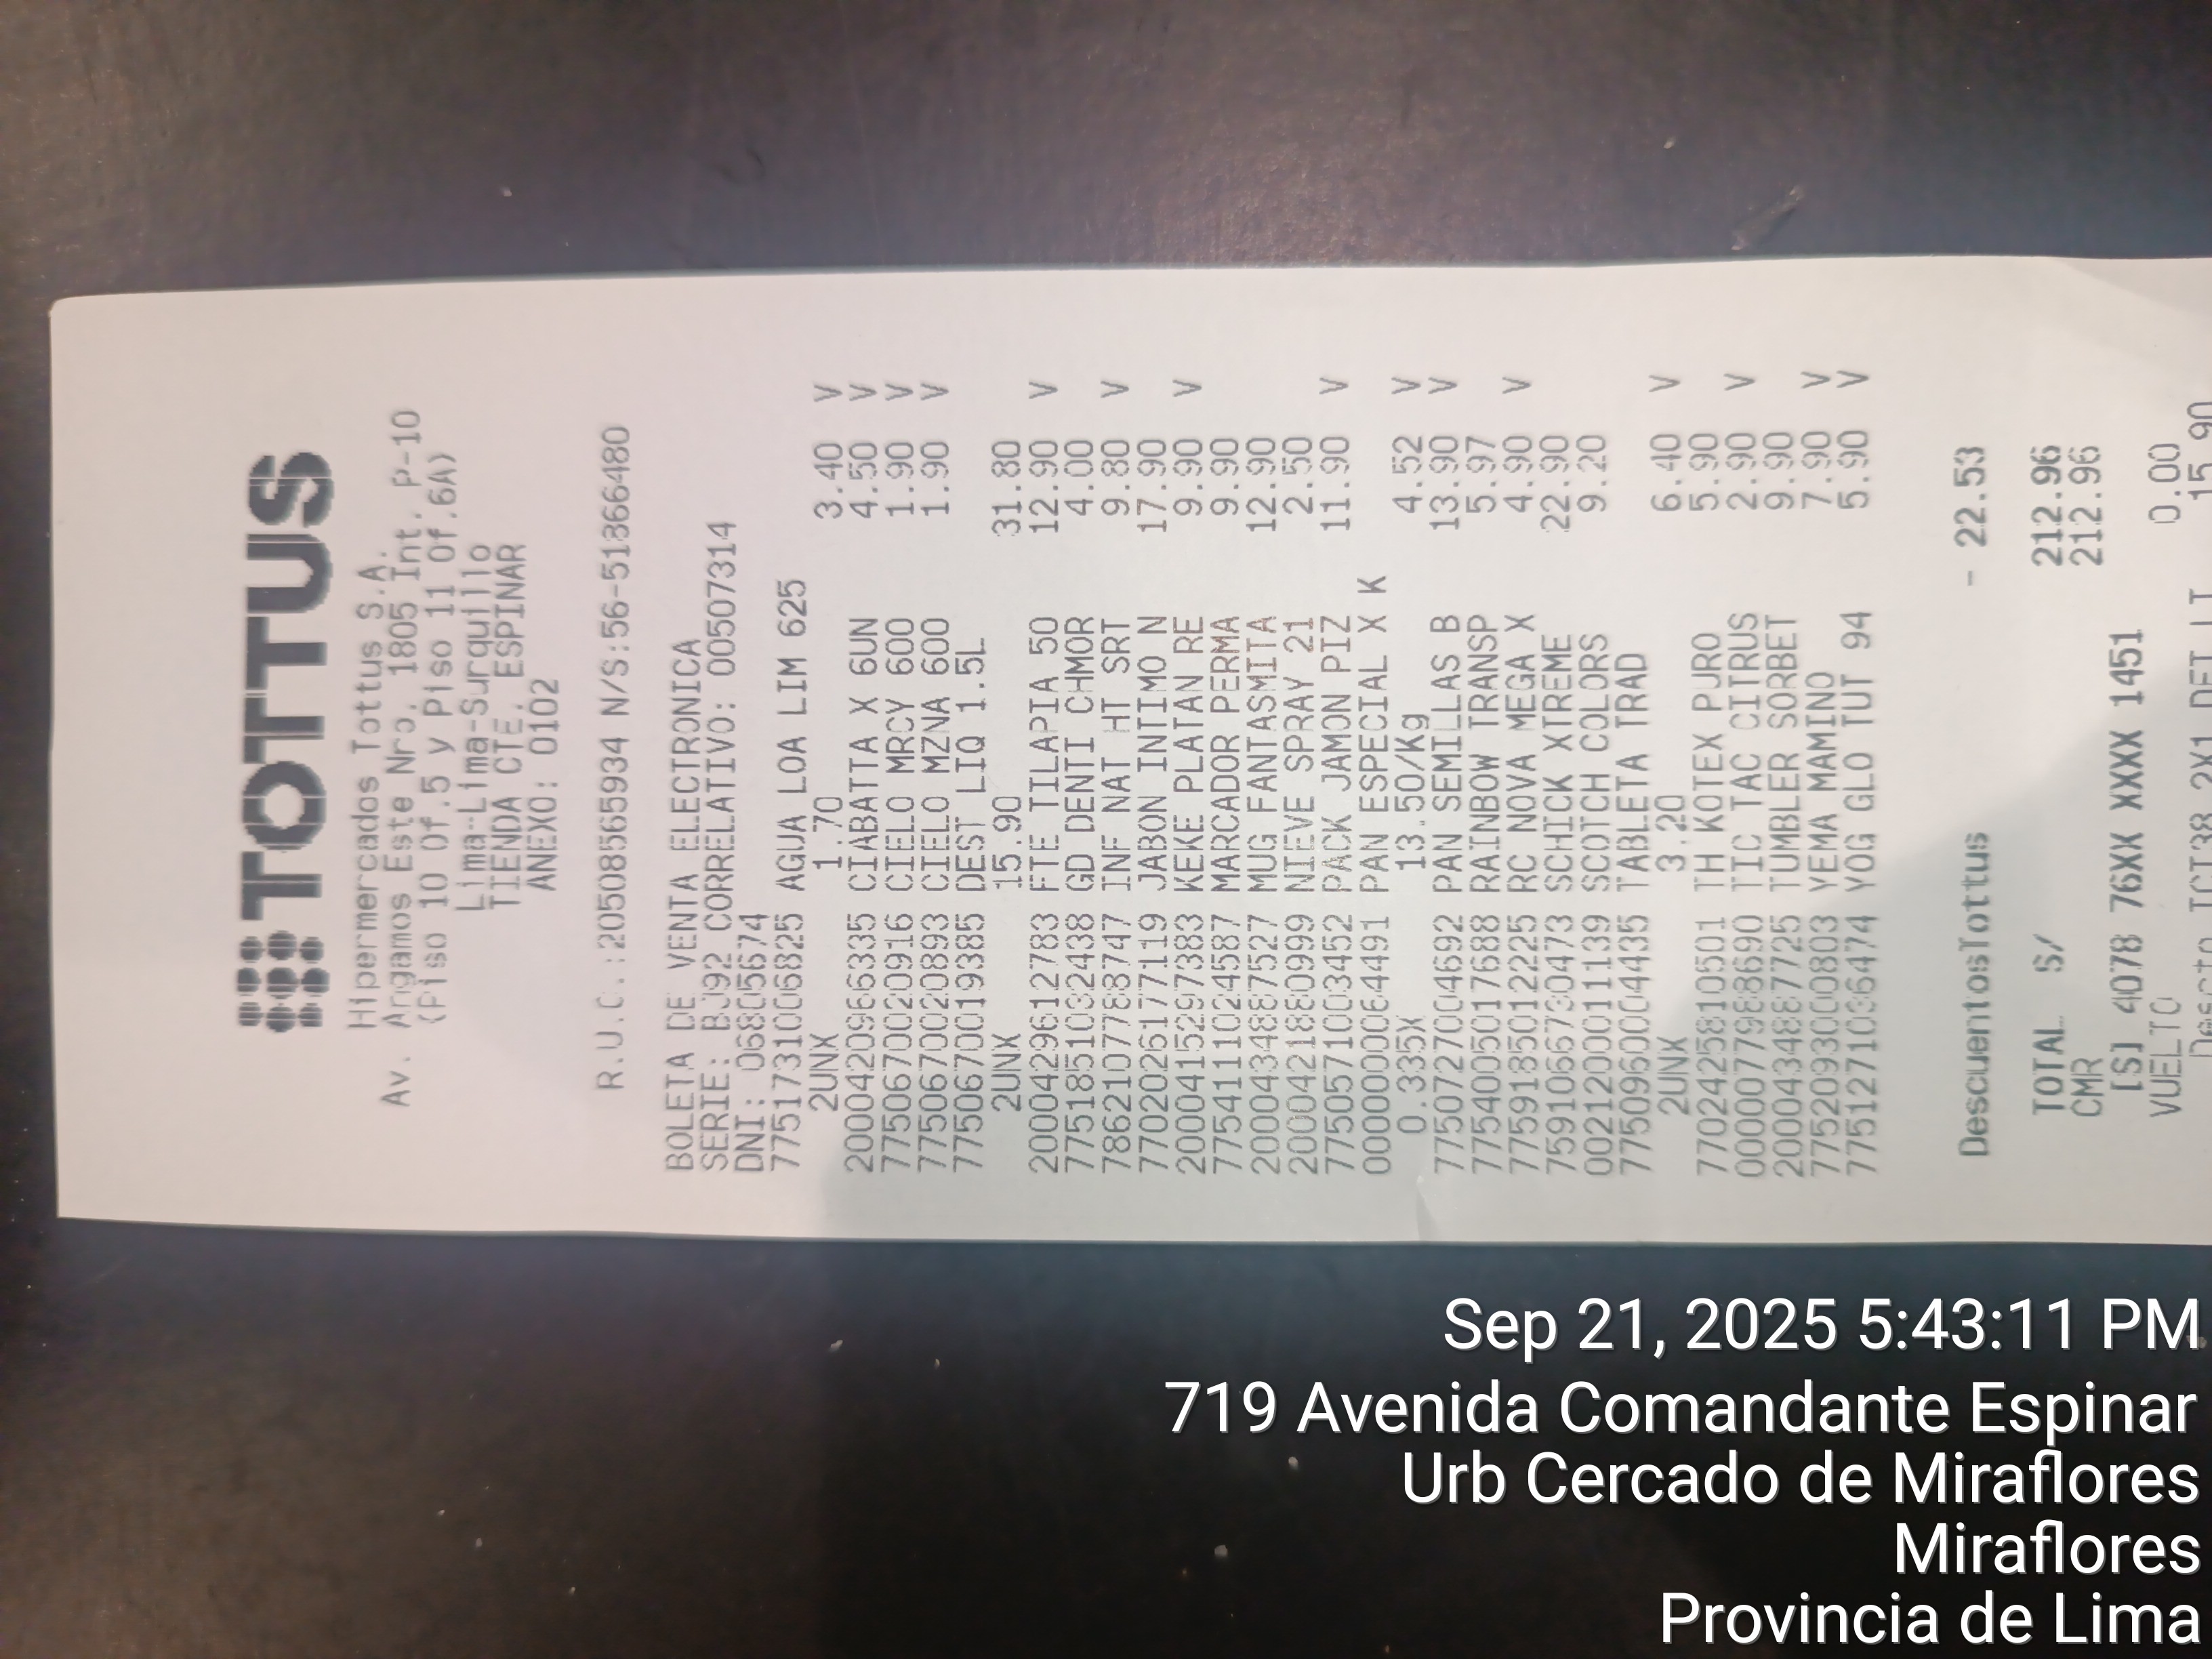 TOTTUS
Hipermercados Tottus S.A.
Av. Angamos Este Nro. 1805 Int. P-10
(Piso 10 Of.5 y Piso 11 Of.6A)
Lima-Lima-Surquillo
TIENDA CTE. ESPINAR
ANEXO: 0102
R.U.C.:20508565934 N/S:56-51366480
BOLETA DE VENTA ELECTRONICA
SERIE: BJ92 CORRELATIVO: 00507314
DNI: 06805674
7751731006825 AGUA LOA LIM 625
2UNX 1.70 3.40 V
2000420966335 CIABATTA X 6UN 4.50 V
7750670020916 CIELO MRCY 600 1.90 V
7750670020893 CIELO MZNA 600 1.90 V
7750670019385 DEST LIQ 1.5L
2UNX 15.90 31.80
2000429612783 FTE TILAPIA 50 12.90 V
7751851032438 GD DENTI CHMOR 4.00
7862107788747 INF NAT HT SRT 9.80 V
7702026177119 JABON INTIMO N 17.90
2000415297383 KEKE PLATAN RE 9.90 V
7754111024587 MARCADOR PERMA 9.90
2000434887527 MUG FANTASMITA 12.90
2000421880999 NIEVE SPRAY 21 2.50
7750571003452 PACK JAMON PIZ 11.90 V
0000000064491 PAN ESPECIAL X K
0.335X 13.50/Kg 4.52 V
7750727004692 PAN SEMILLAS B 13.90 V
7754005017688 RAINBOW TRANSP 5.97
7759185012225 RC NOVA MEGA X 4.90 V
7591066730473 SCHICK XTREME 22.90
0021200011139 SCOTCH COLORS 9.20
7750960004435 TABLETA TRAD
2UNX 3.20 6.40 V
7702425810501 TH KOTEX PURO 5.90
0000077988690 TIC TAC CITRUS 2.90 V
2000434887725 TUMBLER SORBET 9.90
7752093000803 YEMA MAMINO 7.90 V
7751271036474 YOG GLO TUT 94 5.90 V
DescuentosTottus - 22.53
TOTAL S/ 212.96
CMR 212.96
[S] 4078 76XX XXXX 1451
VUELTO 0.00
Dscto TCT38 2X1 DET LI 15.90
Sep 21, 2025 5:43:11 PM
719 Avenida Comandante Espinar
Urb Cercado de Miraflores
Miraflores
Provincia de Lima